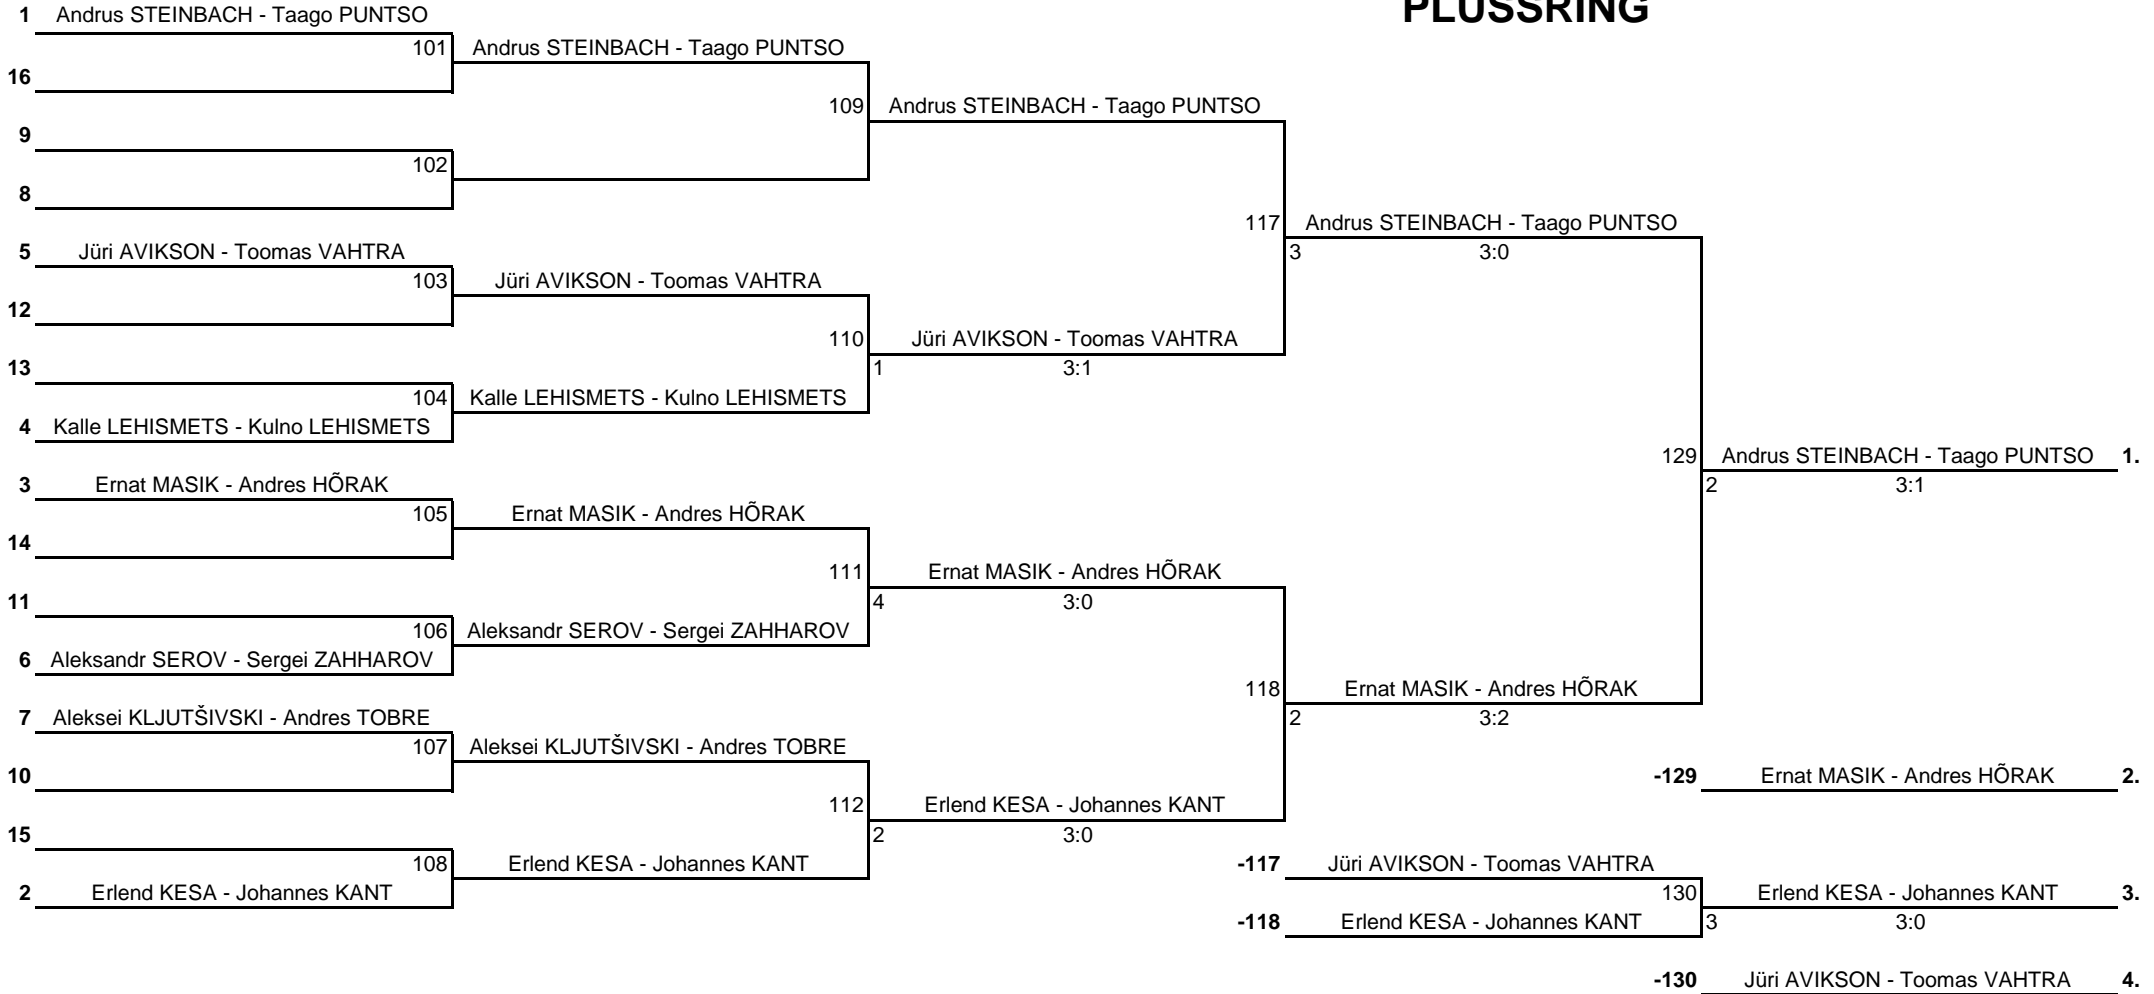 PLUSSRING
1 Andrus STEINBACH - Taago PUNTSO
101 Andrus STEINBACH - Taago PUNTSO
16
109 Andrus STEINBACH - Taago PUNTSO
9
102
8
117 Andrus STEINBACH - Taago PUNTSO
3 3:0
5 Jüri AVIKSON - Toomas VAHTRA
103 Jüri AVIKSON - Toomas VAHTRA
12
110 Jüri AVIKSON - Toomas VAHTRA
1 3:1
13
104 Kalle LEHISMETS - Kulno LEHISMETS
4 Kalle LEHISMETS - Kulno LEHISMETS
129 Andrus STEINBACH - Taago PUNTSO 1.
2 3:1
3 Ernat MASIK - Andres HÕRAK
105 Ernat MASIK - Andres HÕRAK
14
111 Ernat MASIK - Andres HÕRAK
4 3:0
11
106 Aleksandr SEROV - Sergei ZAHHAROV
6 Aleksandr SEROV - Sergei ZAHHAROV
118 Ernat MASIK - Andres HÕRAK
2 3:2
7 Aleksei KLJUTŠIVSKI - Andres TOBRE
107 Aleksei KLJUTŠIVSKI - Andres TOBRE
10
-129 Ernat MASIK - Andres HÕRAK 2.
112 Erlend KESA - Johannes KANT
2 3:0
15
108 Erlend KESA - Johannes KANT
2 Erlend KESA - Johannes KANT
-117 Jüri AVIKSON - Toomas VAHTRA
130 Erlend KESA - Johannes KANT 3.
-118 Erlend KESA - Johannes KANT
3 3:0
-130 Jüri AVIKSON - Toomas VAHTRA 4.